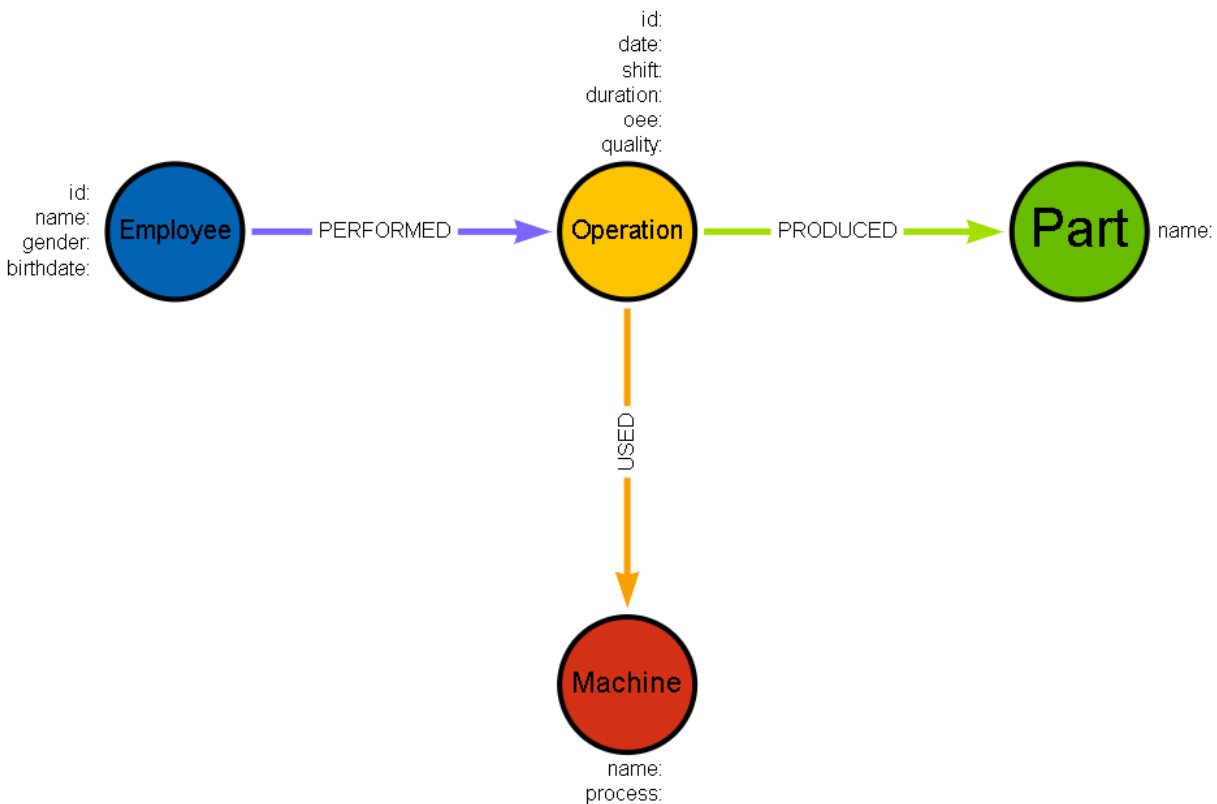 id:
date:
shift:
duration:
oee:
quality:
id:
name:
gender:
birthdate:
Employee
PERFORMED
Operation
PRODUCED
Part
name:
USED
Machine
name:
process: